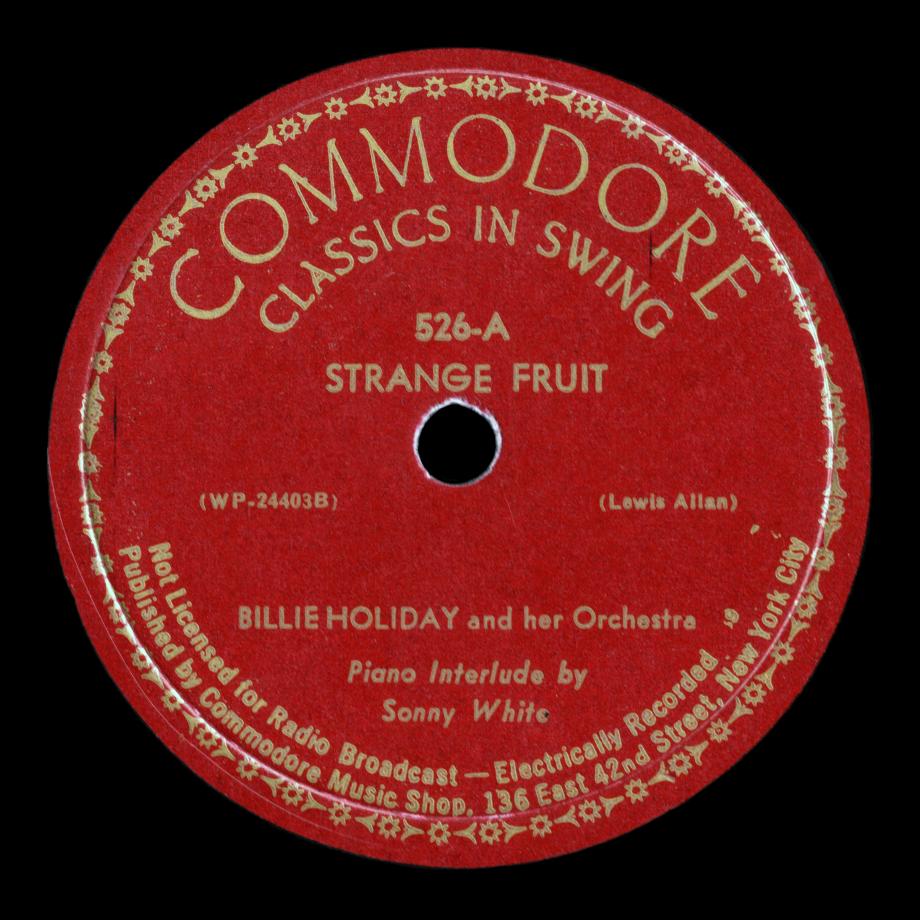 COMMODORE
CLASSICS IN SWING
526-A
STRANGE FRUIT
(WP-24403B)
(Lewis Allan)
BILLIE HOLIDAY and her Orchestra
Piano Interlude by
Sonny White
Not Licensed for Radio Broadcast — Electrically Recorded
Published by Commodore Music Shop, 136 East 42nd Street, New York City